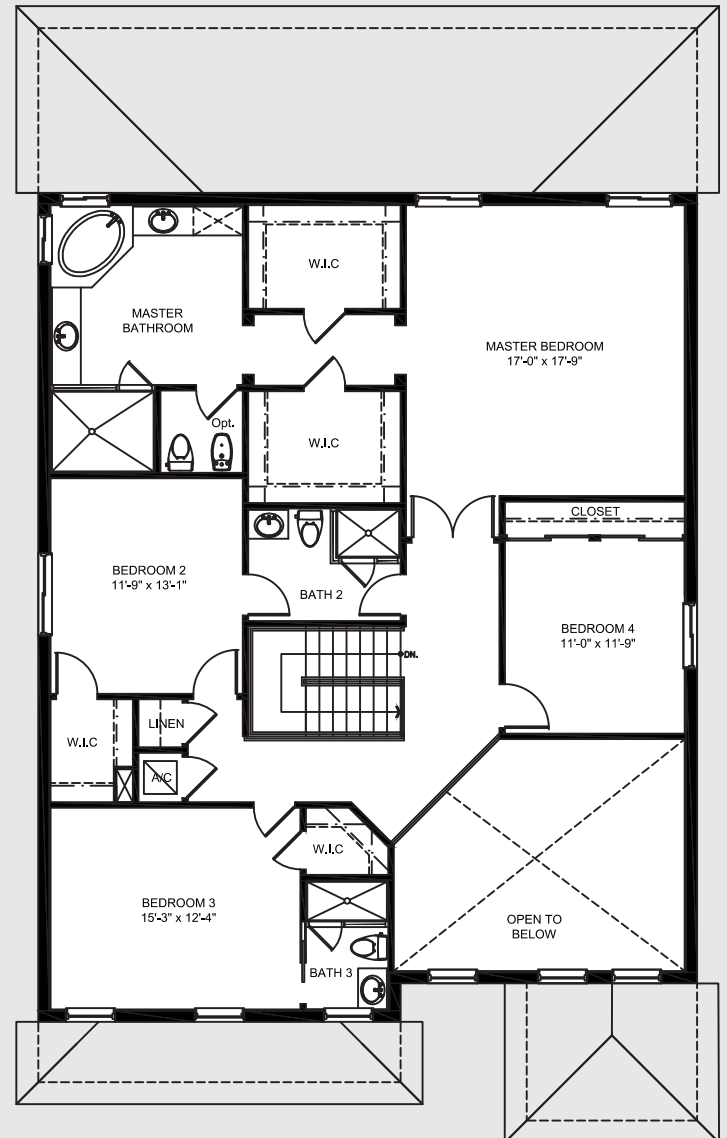 W.I.C
MASTER
BATHROOM
MASTER BEDROOM
17'-0" x 17'-9"
Opt.
W.I.C
CLOSET
BEDROOM 2
11'-9" x 13'-1"
BATH 2
BEDROOM 4
11'-0" x 11'-9"
DN.
LINEN
W.I.C
A/C
W.I.C
BEDROOM 3
15'-3" x 12'-4"
OPEN TO
BELOW
BATH 3